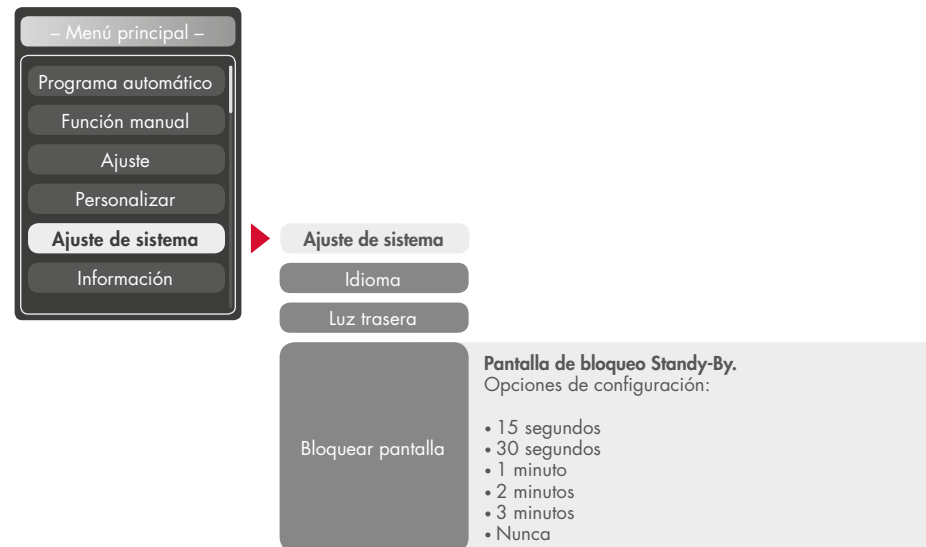 – Menú principal –
Programa automático
Función manual
Ajuste
Personalizar
Ajuste de sistema
Información
Ajuste de sistema
Idioma
Luz trasera
Bloquear pantalla
Pantalla de bloqueo Standy-By.
Opciones de configuración:
• 15 segundos
• 30 segundos
• 1 minuto
• 2 minutos
• 3 minutos
• Nunca